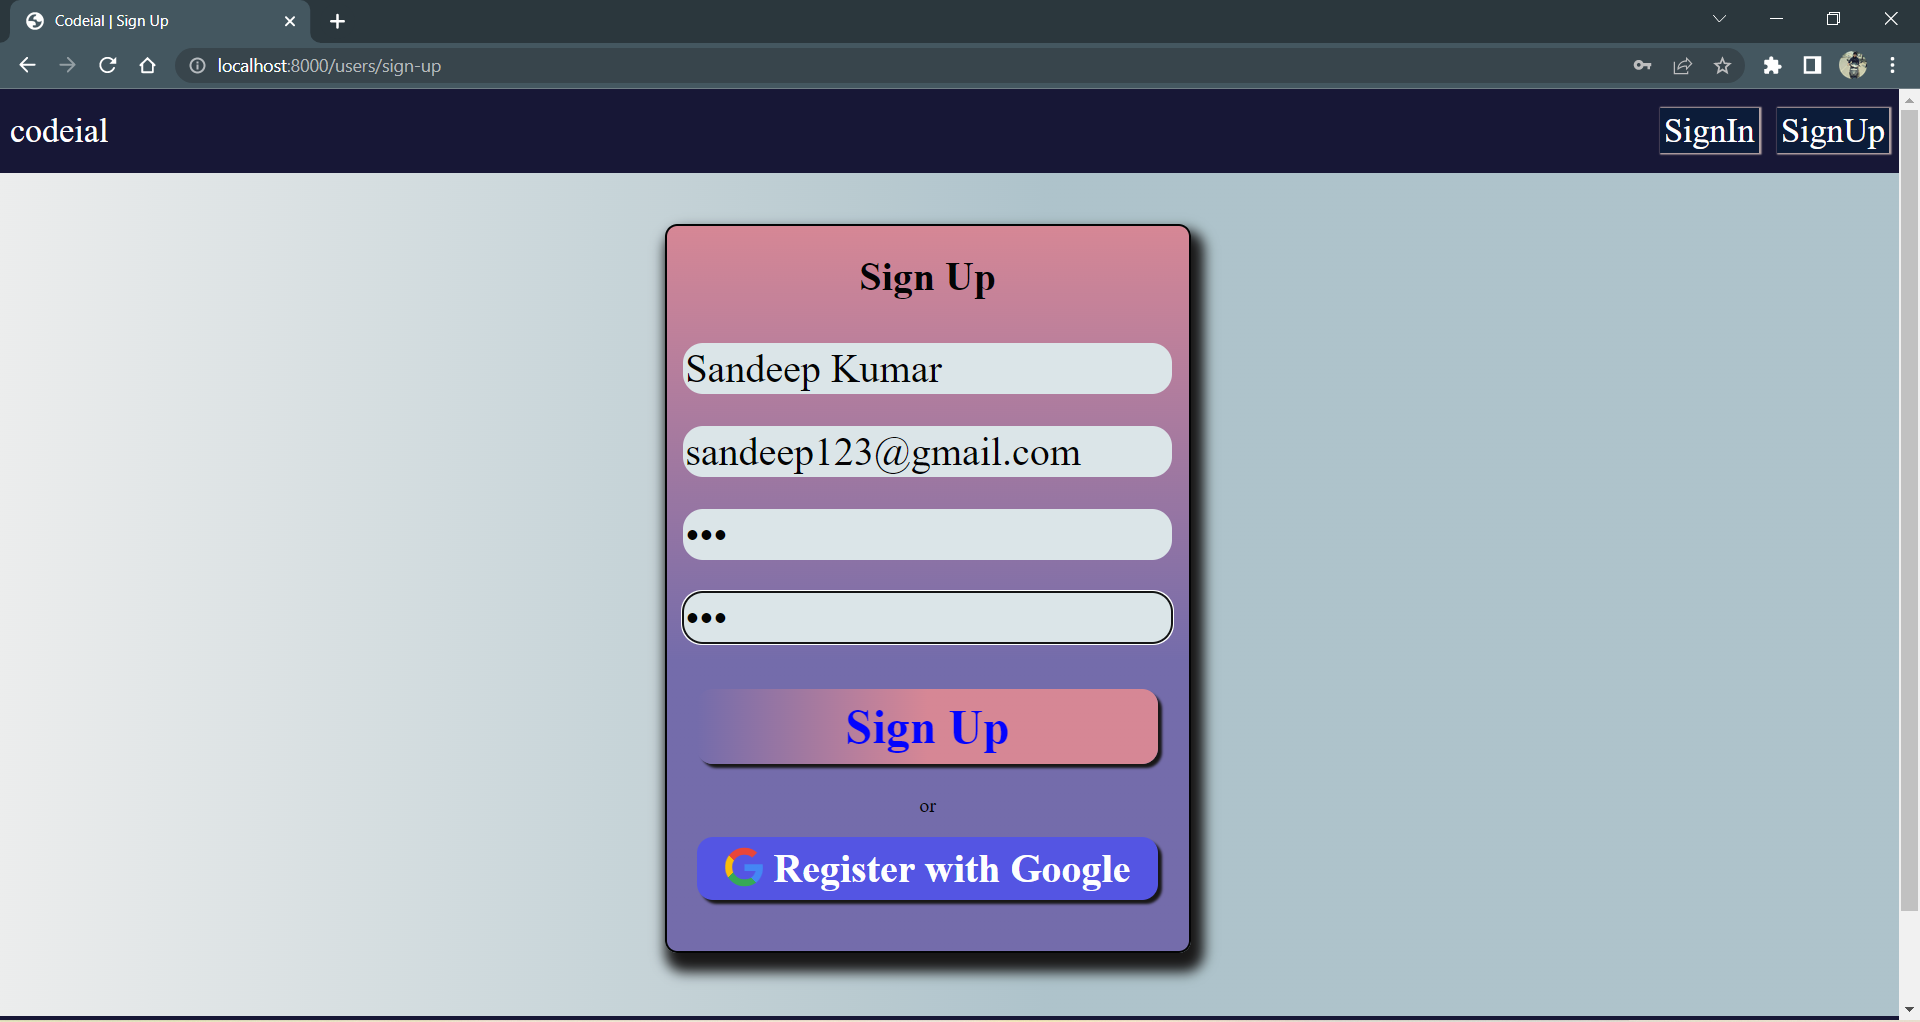 Codeial | Sign Up
localhost:8000/users/sign-up
codeial
SignIn SignUp
Sign Up
Sandeep Kumar
sandeep123@gmail.com
•••
•••
Sign Up
or
Register with Google